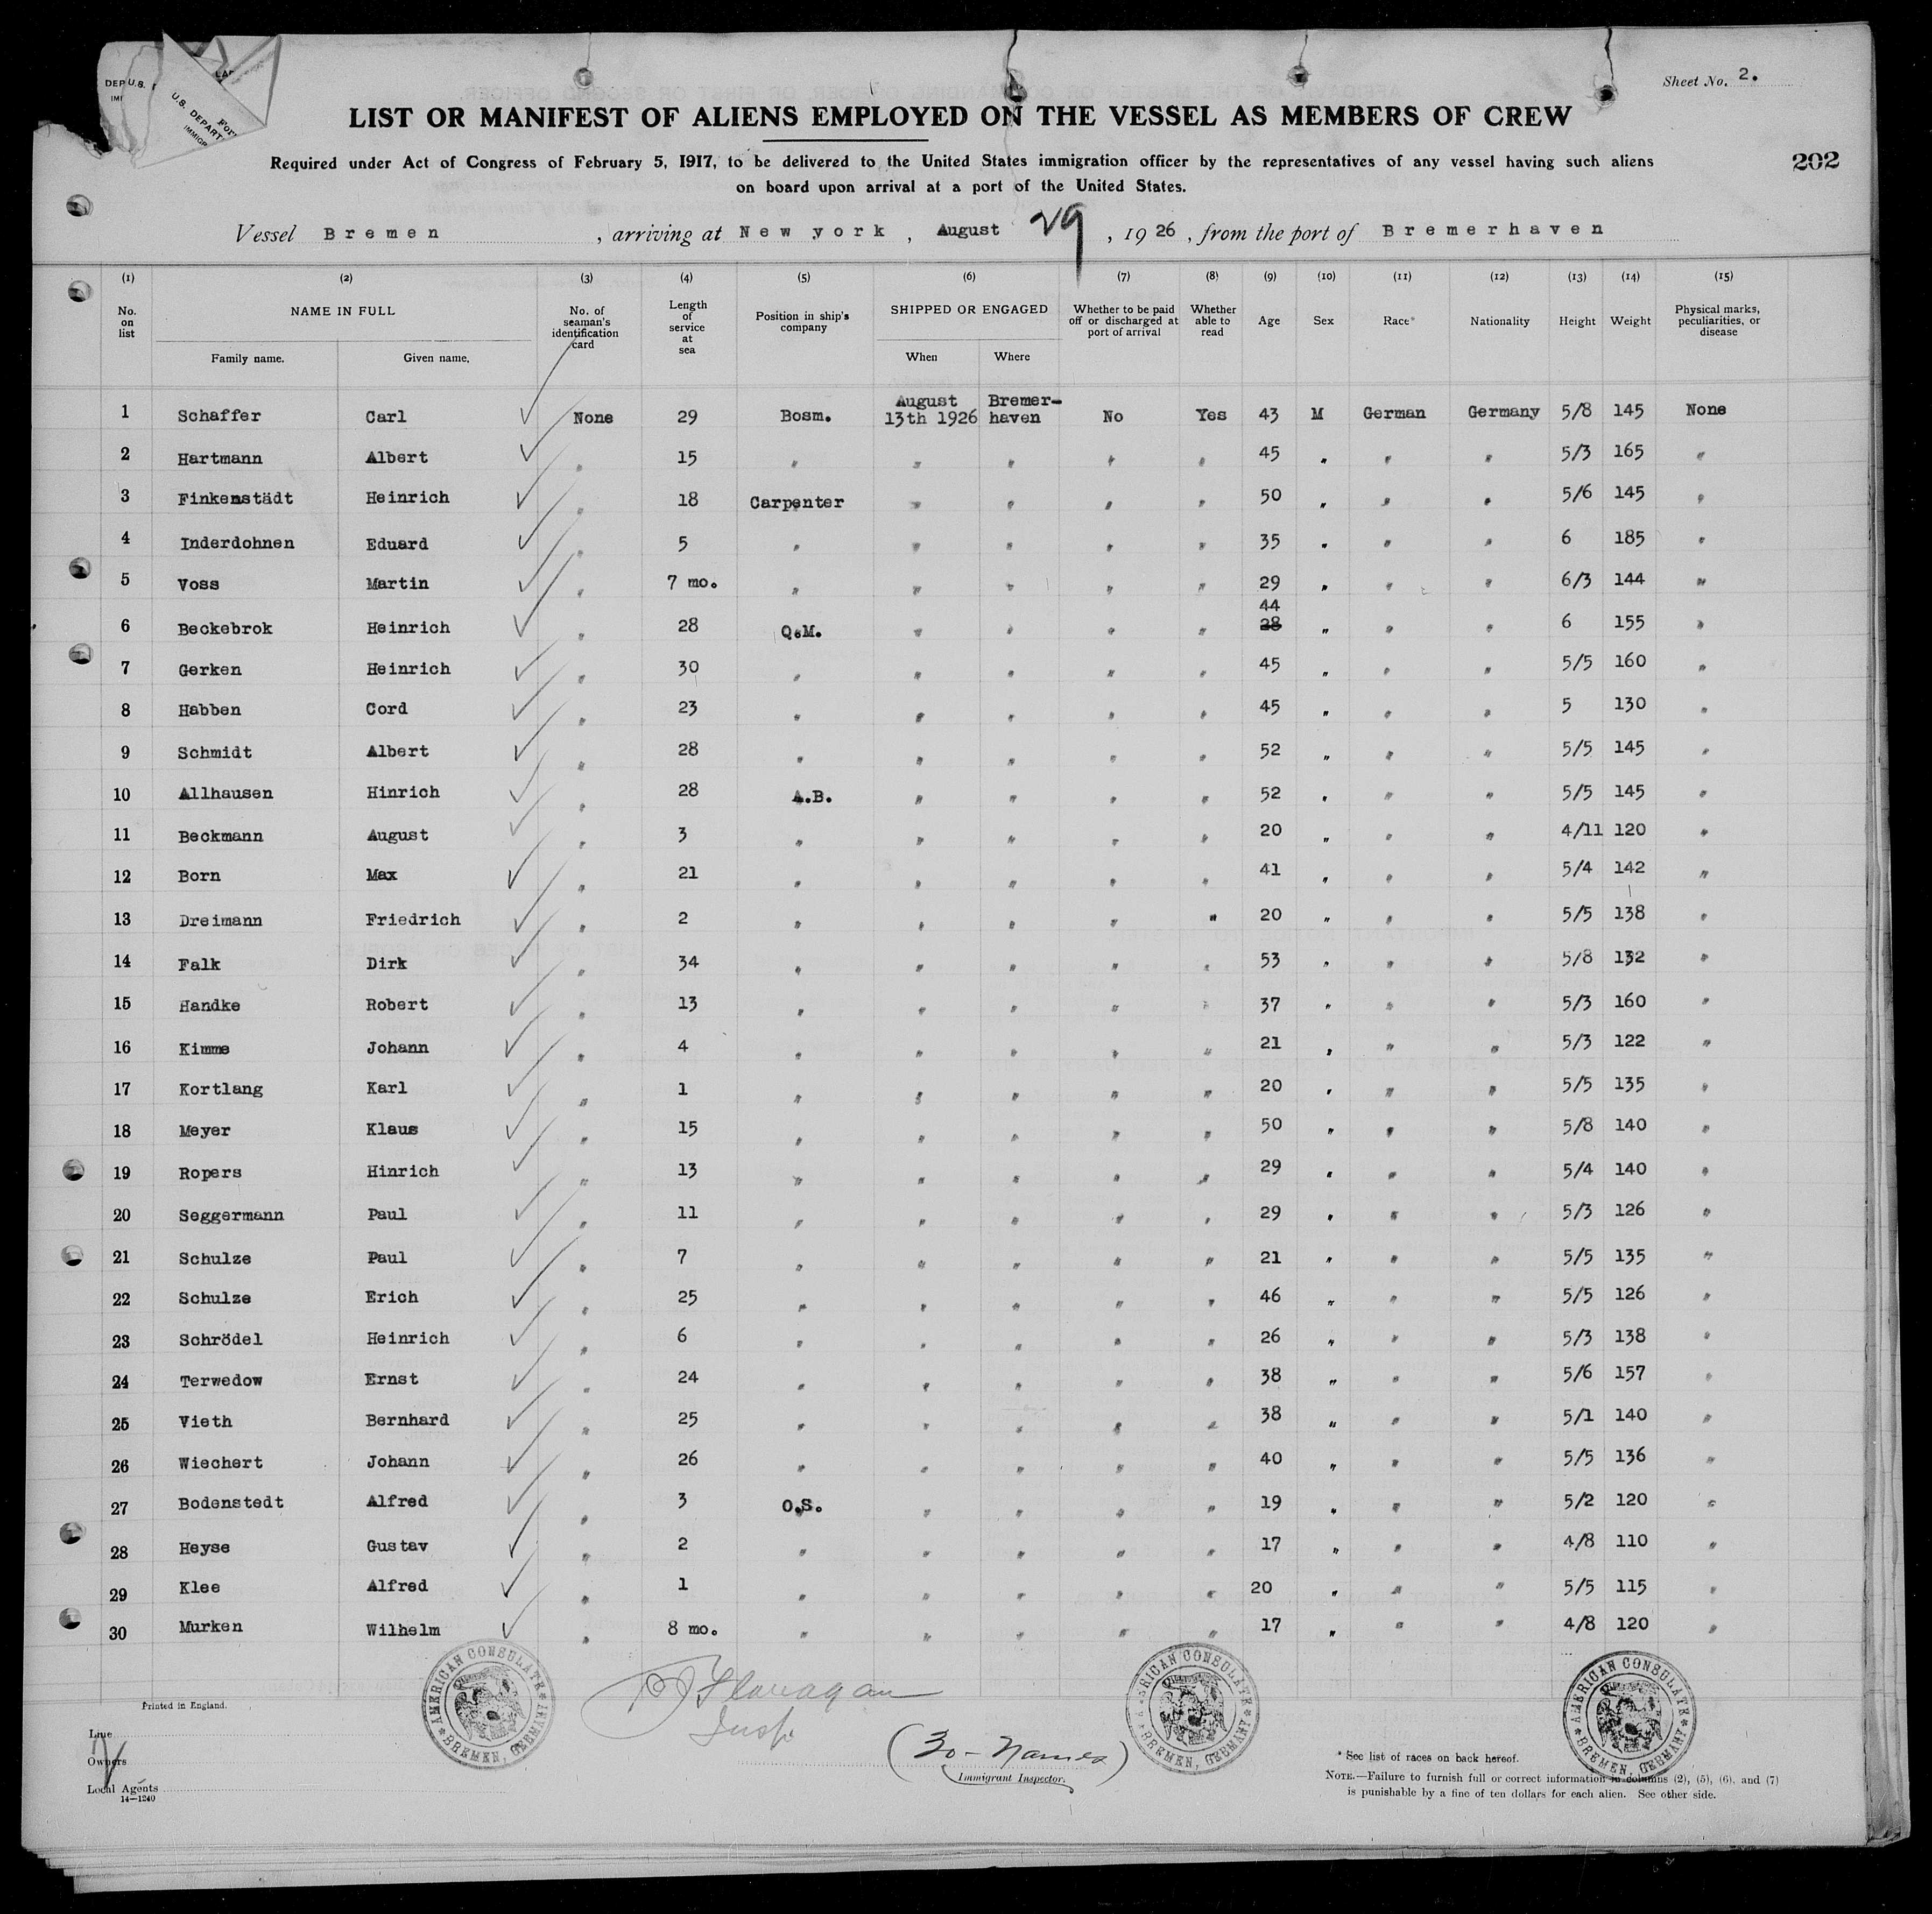 DEP U.S.
IMI
LAB
U.S. DEPART
IMMIGR
For
Sheet No. 2.
LIST OR MANIFEST OF ALIENS EMPLOYED ON THE VESSEL AS MEMBERS OF CREW
Required under Act of Congress of February 5, 1917, to be delivered to the United States immigration officer by the representatives of any vessel having such aliens
on board upon arrival at a port of the United States.
202
Vessel Bremen , arriving at New york , August 29 , 1926 , from the port of Bremerhaven
(1) (2) (3) (4) (5) (6) (7) (8) (9) (10) (11) (12) (13) (14) (15)
No. on list NAME IN FULL Family name. Given name. No. of seaman's identification card Length of service at sea Position in ship's company SHIPPED OR ENGAGED When Where Whether to be paid off or discharged at port of arrival Whether able to read Age Sex Race* Nationality Height Weight Physical marks, peculiarities, or disease
1 Schaffer Carl None 29 Bosm. August 13th 1926 Bremer-haven No Yes 43 M German Germany 5/8 145 None
2 Hartmann Albert " 15 " " " " " 45 " " " 5/3 165 "
3 Finkenstädt Heinrich " 18 Carpenter " " " " 50 " " " 5/6 145 "
4 Inderdohnen Eduard " 5 " " " " " 35 " " " 6 185 "
5 Voss Martin " 7 mo. " " " " " 29 " " " 6/3 144 "
6 Beckebrok Heinrich " 28 Q.M. " " " " 44 28 " " " 6 155 "
7 Gerken Heinrich " 30 " " " " " 45 " " " 5/5 160 "
8 Habben Cord " 23 " " " " " 45 " " " 5 130 "
9 Schmidt Albert " 28 " " " " " 52 " " " 5/5 145 "
10 Allhausen Hinrich " 28 A.B. " " " " 52 " " " 5/5 145 "
11 Beckmann August " 3 " " " " " 20 " " " 4/11 120 "
12 Born Max " 21 " " " " " 41 " " " 5/4 142 "
13 Dreimann Friedrich " 2 " " " " " 20 " " " 5/5 138 "
14 Falk Dirk " 34 " " " " " 53 " " " 5/8 132 "
15 Handke Robert " 13 " " " " " 37 " " " 5/3 160 "
16 Kimme Johann " 4 " " " " " 21 " " " 5/3 122 "
17 Kortlang Karl " 1 " " " " " 20 " " " 5/5 135 "
18 Meyer Klaus " 15 " " " " " 50 " " " 5/8 140 "
19 Ropers Hinrich " 13 " " " " " 29 " " " 5/4 140 "
20 Seggermann Paul " 11 " " " " " 29 " " " 5/3 126 "
21 Schulze Paul " 7 " " " " " 21 " " " 5/5 135 "
22 Schulze Erich " 25 " " " " " 46 " " " 5/5 126 "
23 Schrödel Heinrich " 6 " " " " " 26 " " " 5/3 138 "
24 Terwedow Ernst " 24 " " " " " 38 " " " 5/6 157 "
25 Vieth Bernhard " 25 " " " " " 38 " " " 5/1 140 "
26 Wiechert Johann " 26 " " " " " 40 " " " 5/5 136 "
27 Bodenstedt Alfred " 3 O.S. " " " " 19 " " " 5/2 120 "
28 Heyse Gustav " 2 " " " " " 17 " " " 4/8 110 "
29 Klee Alfred " 1 " " " " " 20 " " " 5/5 115 "
30 Murken Wilhelm " 8 mo. " " " " " 17 " " " 4/8 120 "
AMERICAN CONSULATE BREMEN, GERMANY
AMERICAN CONSULATE BREMEN, GERMANY
AMERICAN CONSULATE BREMEN, GERMANY
Flanagan
Insp.
(30 - Names)
Immigrant Inspector.
Printed in England.
Line
Owners
Local Agents
14—1240
* See list of races on back hereof.
NOTE.—Failure to furnish full or correct information in columns (2), (5), (6), and (7)
is punishable by a fine of ten dollars for each alien. See other side.